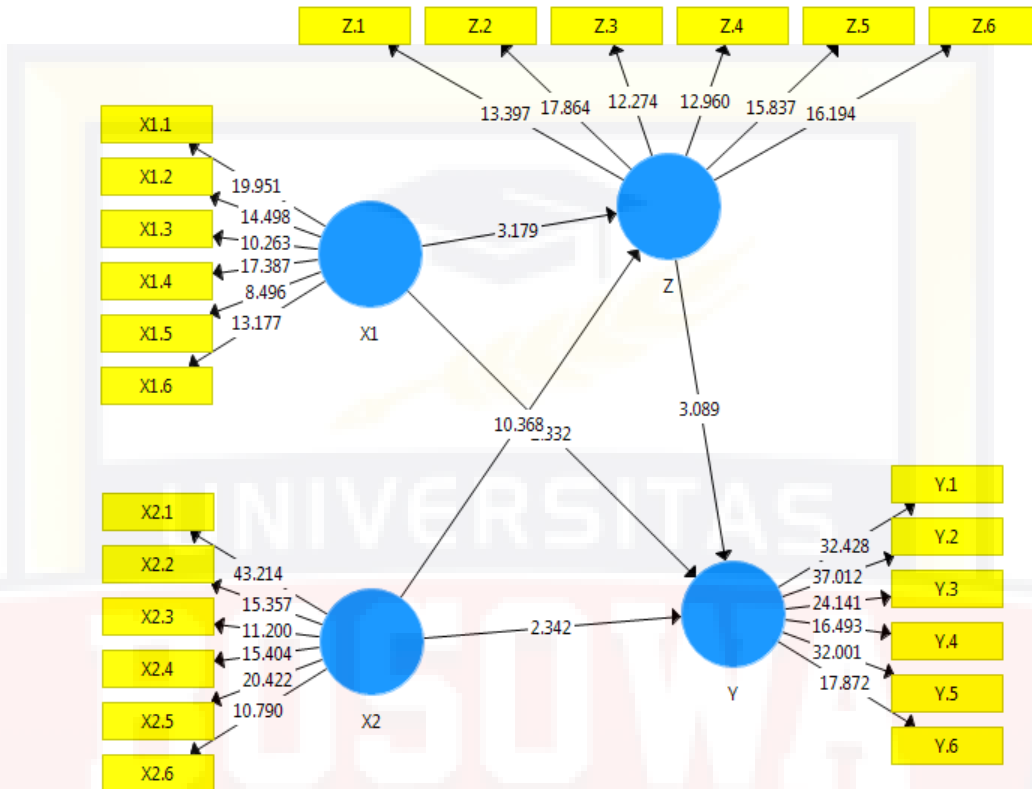 Z.1 Z.2 Z.3 Z.4 Z.5 Z.6
13.397 17.864 12.274 12.960 15.837 16.194
X1.1
X1.2
X1.3
X1.4
X1.5
X1.6
19.951
14.498
10.263
17.387
8.496
13.177
X1
3.179
Z
10.368
3.089
X2.1
X2.2
X2.3
X2.4
X2.5
X2.6
43.214
15.357
11.200
15.404
20.422
10.790
X2
2.342
Y
32.428
37.012
24.141
16.493
32.001
17.872
Y.1
Y.2
Y.3
Y.4
Y.5
Y.6
UNIVERSITAS
BOSOWA